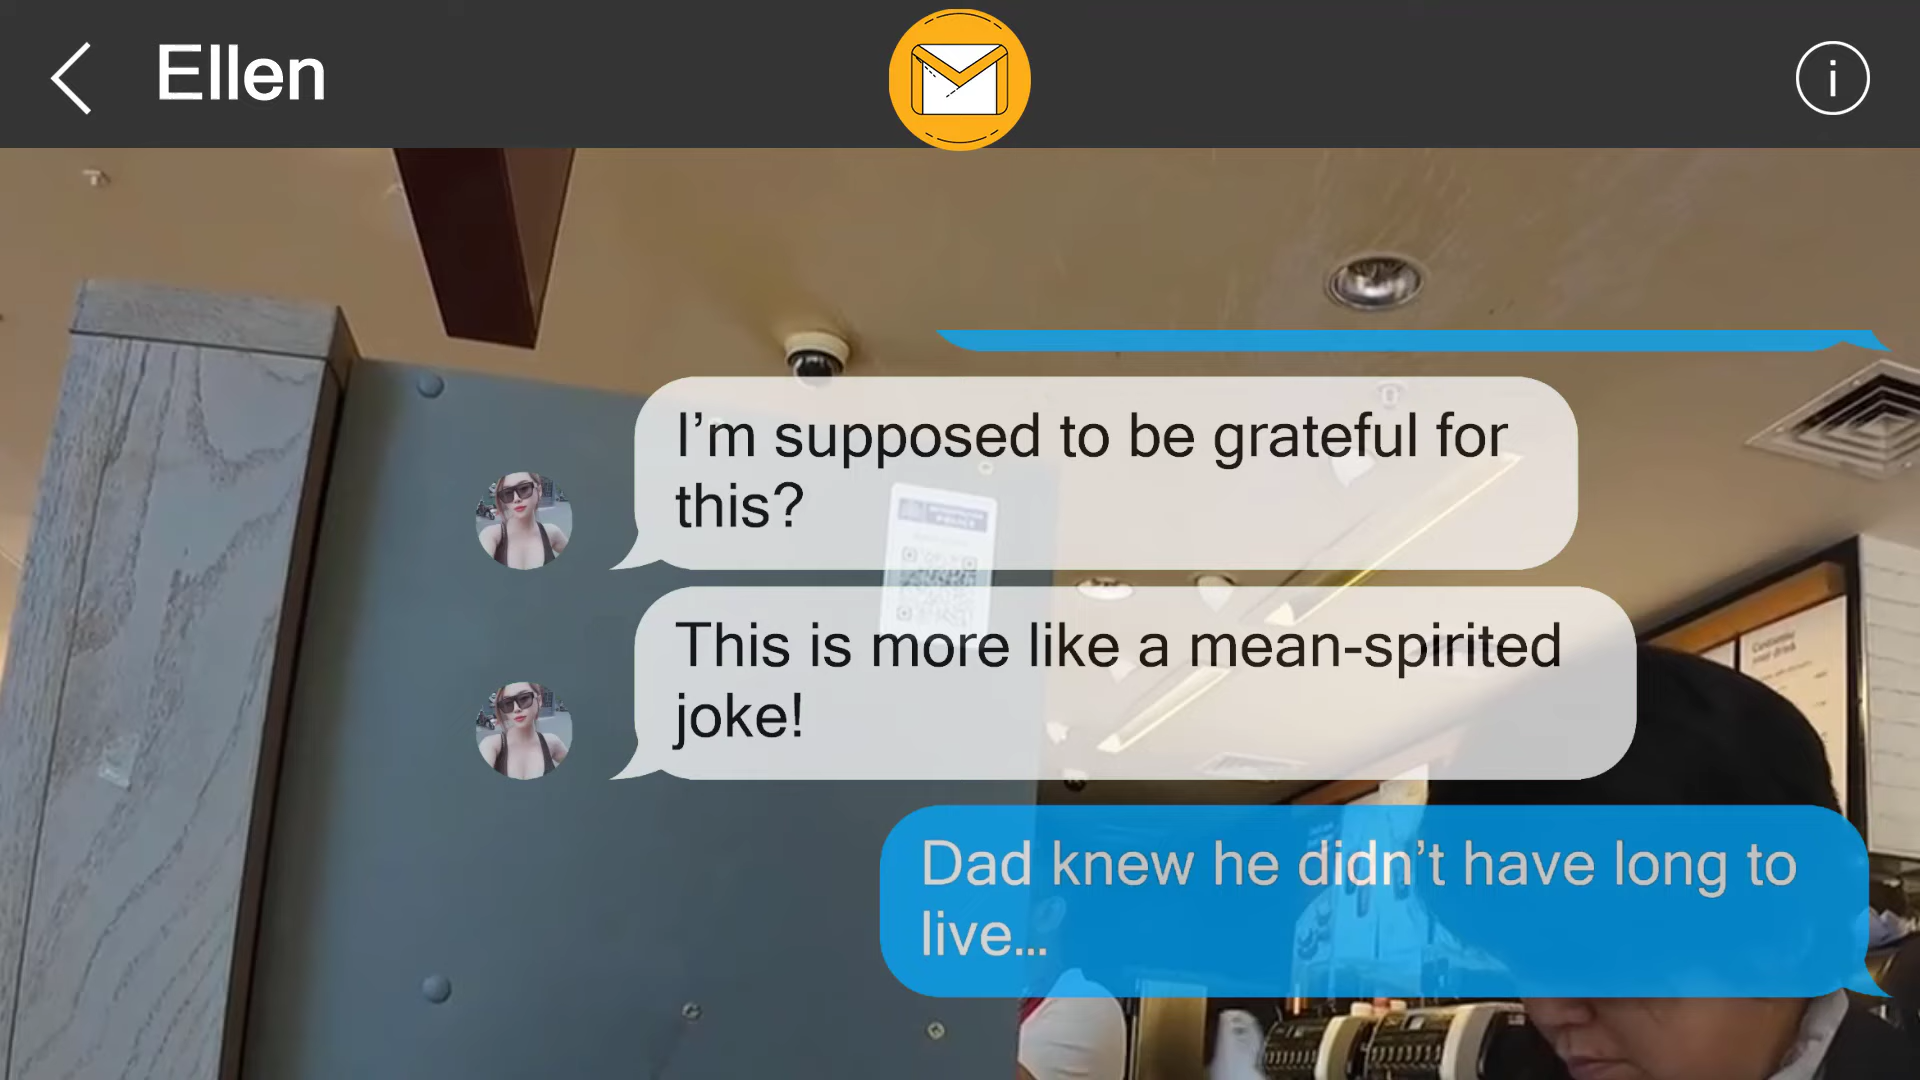 Ellen
I’m supposed to be grateful for
this?
This is more like a mean-spirited
joke!
Dad knew he didn’t have long to
live...